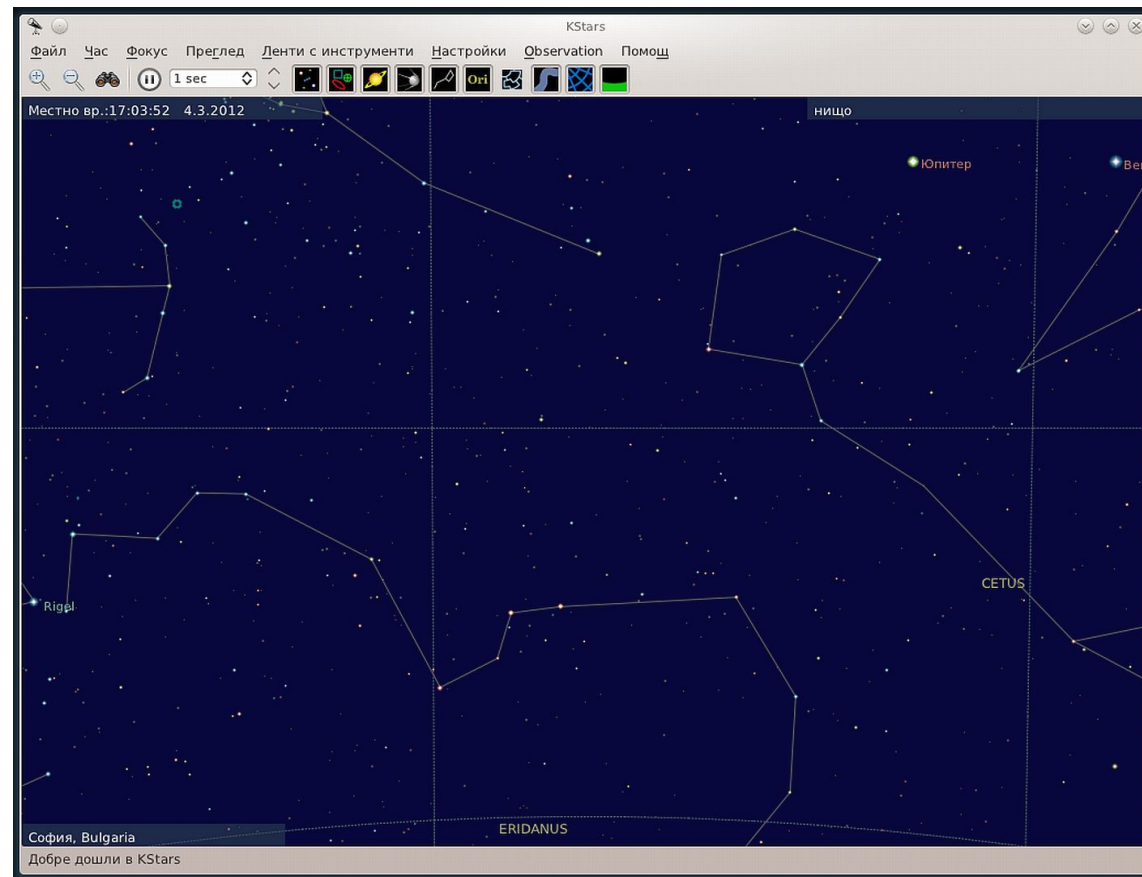 KStars
Файл Час Фокус Преглед Ленти с инструменти Настройки Observation Помощ
1 sec Ori
Местно вр.:17:03:52 4.3.2012 нищо
Юпитер
Rigel
CETUS
ERIDANUS
София, Bulgaria
Добре дошли в KStars